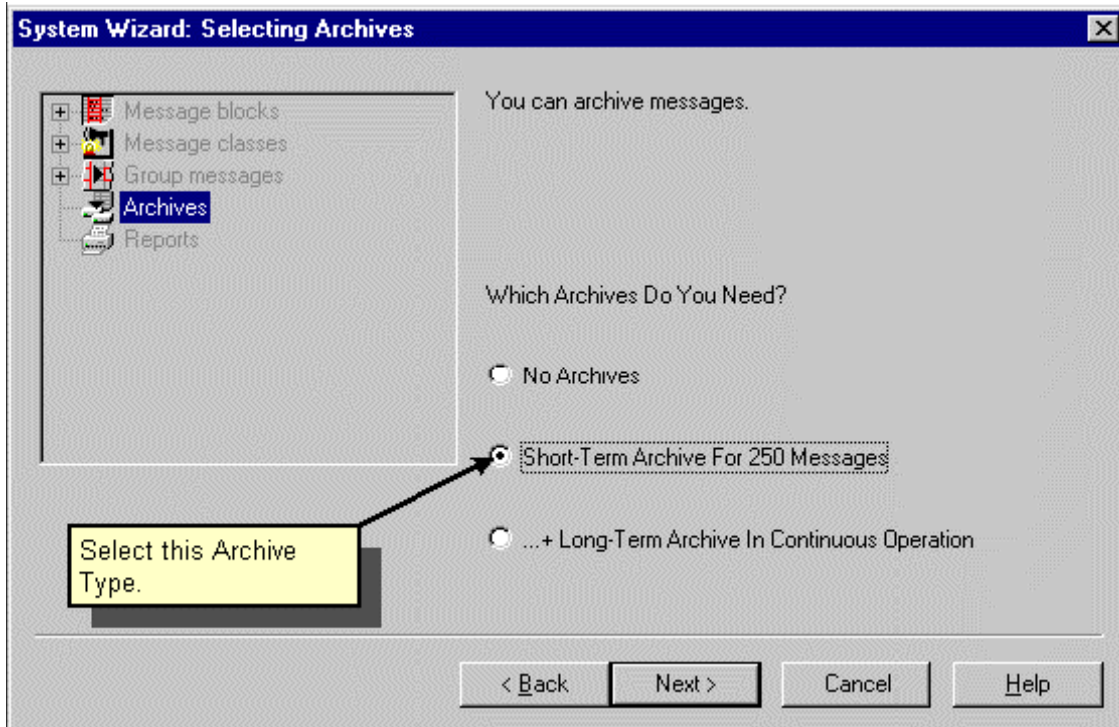 System Wizard: Selecting Archives
Message blocks
Message classes
Group messages
Archives
Reports
You can archive messages.
Which Archives Do You Need?
No Archives
Short-Term Archive For 250 Messages
...+ Long-Term Archive In Continuous Operation
Select this Archive
Type.
< Back
Next >
Cancel
Help